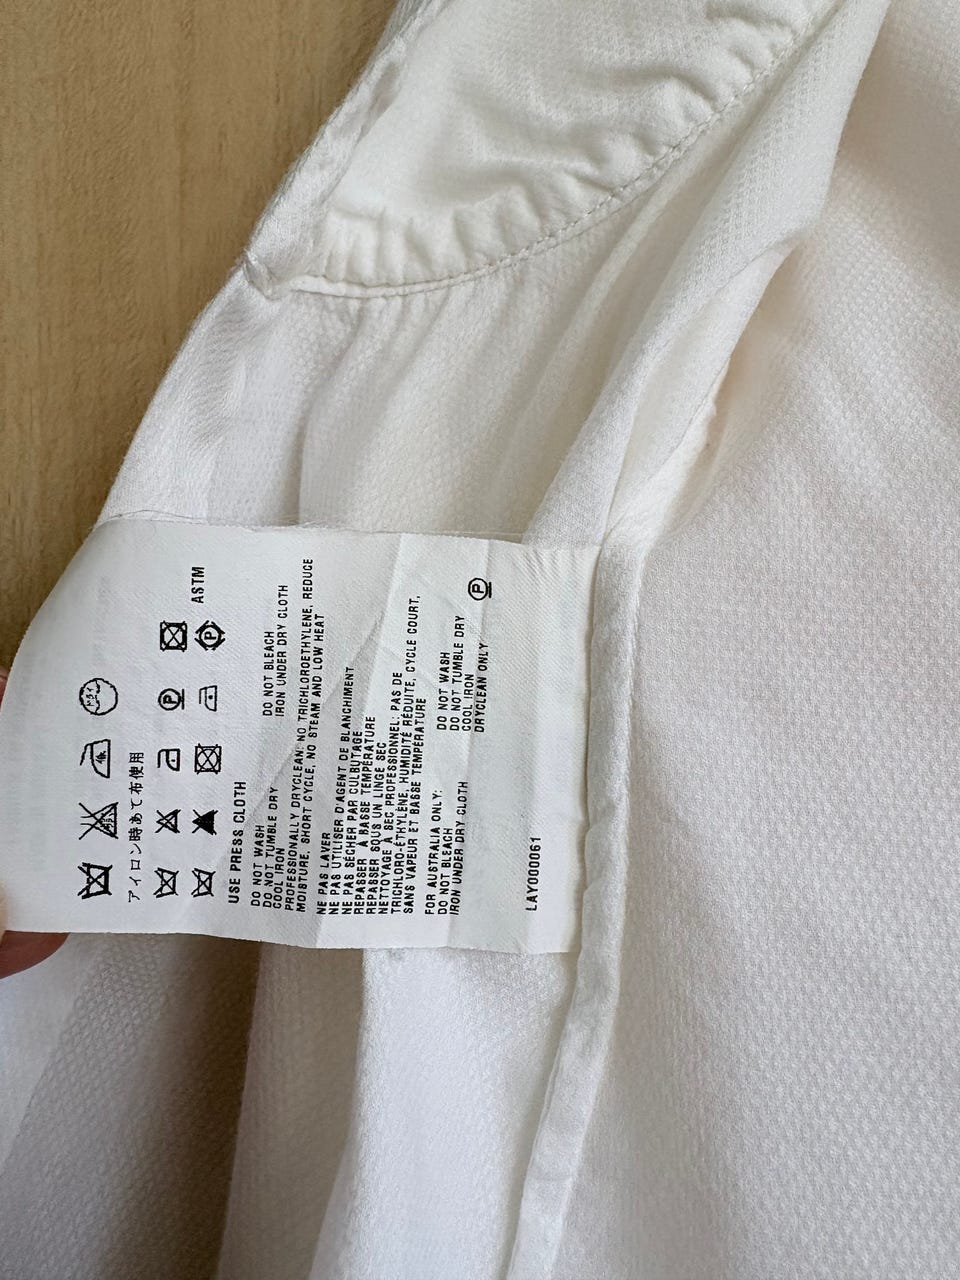 ドライ
アイロン時あて布使用
P
P ASTM
USE PRESS CLOTH
DO NOT WASH DO NOT BLEACH
DO NOT TUMBLE DRY IRON UNDER DRY CLOTH
COOL IRON
PROFESSIONALLY DRYCLEAN: NO TRICHLOROETHYLENE, REDUCE
MOISTURE, SHORT CYCLE, NO STEAM AND LOW HEAT
NE PAS LAVER
NE PAS UTILISER D'AGENT DE BLANCHIMENT
NE PAS SÉCHER PAR CULBUTAGE
REPASSER À BASSE TEMPÉRATURE
REPASSER SOUS UN LINGE SEC
NETTOYAGE À SEC PROFESSIONNEL: PAS DE
TRICHLORO-ÉTHYLÈNE, HUMIDITÉ RÉDUITE, CYCLE COURT,
SANS VAPEUR ET BASSE TEMPÉRATURE
FOR AUSTRALIA ONLY: DO NOT WASH
DO NOT BLEACH DO NOT TUMBLE DRY
IRON UNDER DRY CLOTH COOL IRON
DRYCLEAN ONLY P
LAY000061